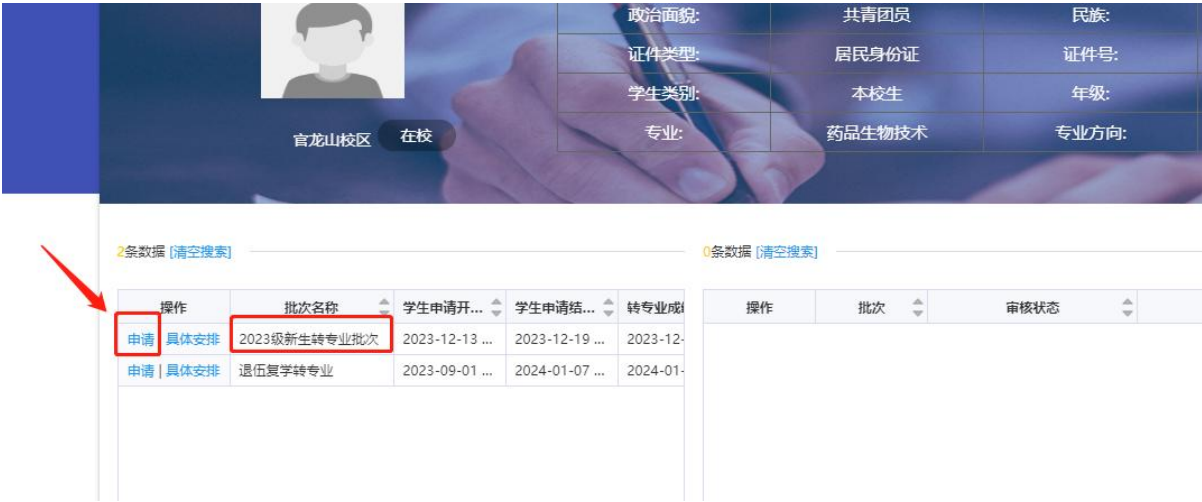 政治面貌: 共青团员 民族:
证件类型: 居民身份证 证件号:
学生类别: 本校生 年级:
专业: 药品生物技术 专业方向:
官龙山校区 在校
2条数据 [清空搜索]
操作 批次名称 学生申请开... 学生申请结... 转专业成
申请 具体安排 2023级新生转专业批次 2023-12-13 ... 2023-12-19 ... 2023-12-
申请 | 具体安排 退伍复学转专业 2023-09-01 ... 2024-01-07 ... 2024-01-
0条数据 [清空搜索]
操作 批次 审核状态